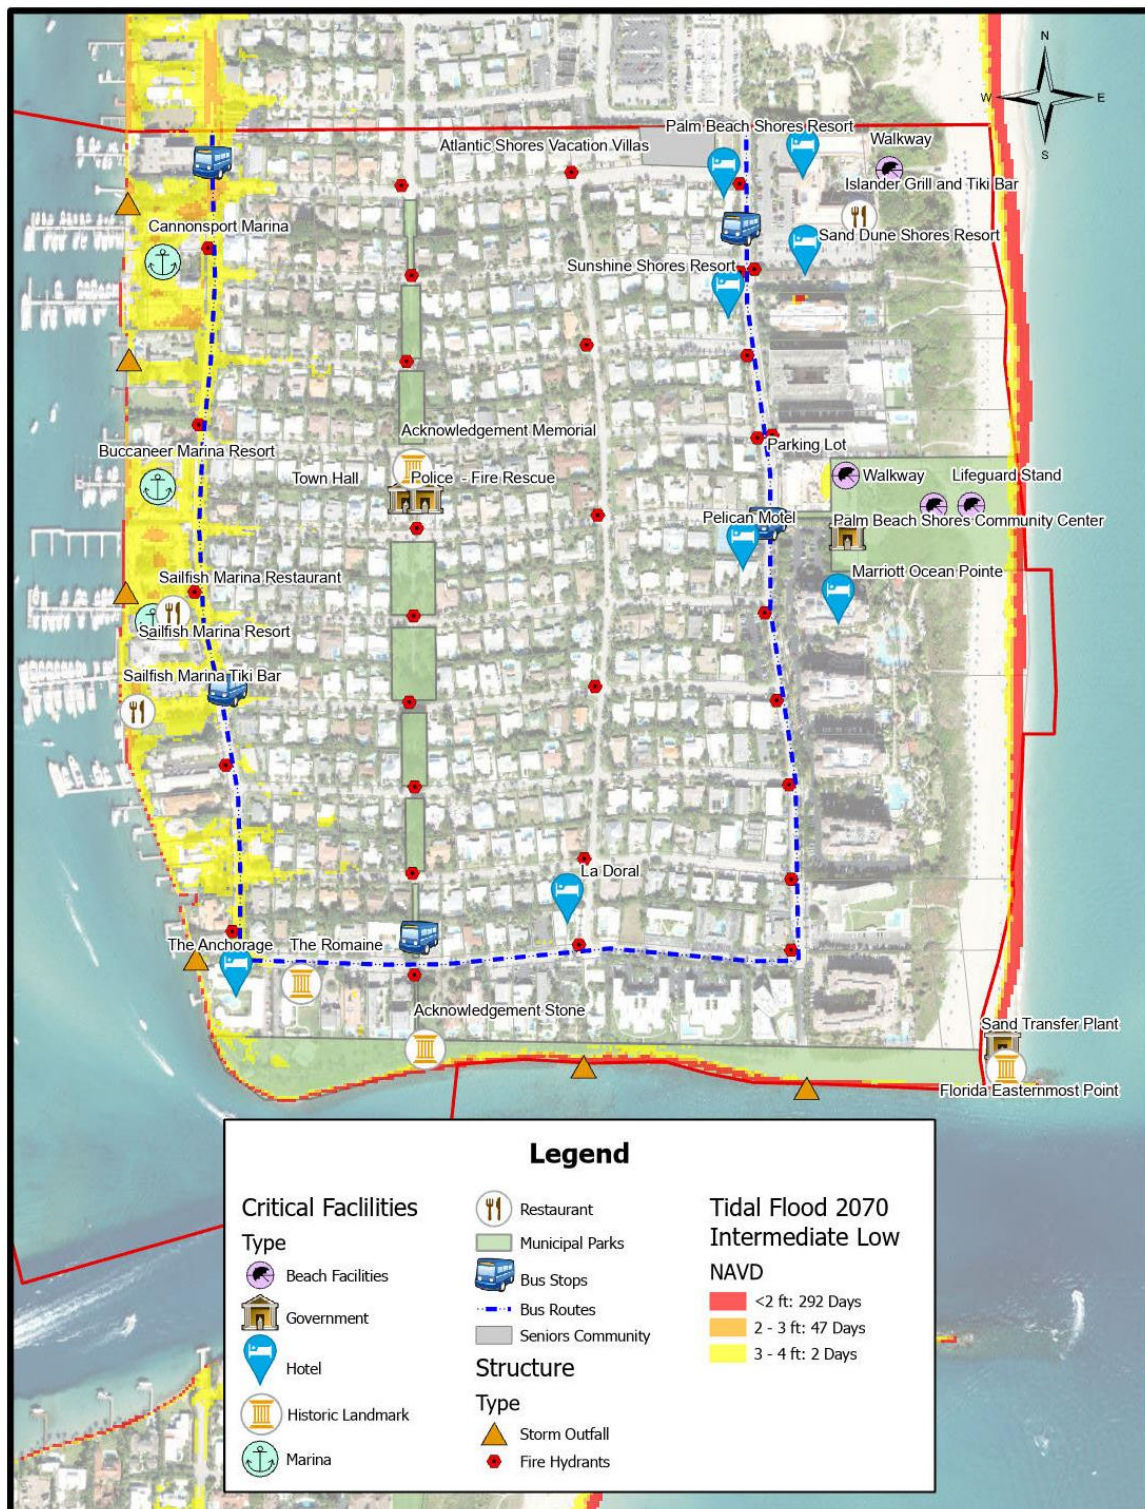 N
W E
S
Palm Beach Shores Resort
Walkway
Atlantic Shores Vacation Villas
Islander Grill and Tiki Bar
Cannonsport Marina
Sand Dune Shores Resort
Sunshine Shores Resort
Acknowledgement Memorial
Parking Lot
Buccaneer Marina Resort
Town Hall
Police - Fire Rescue
Walkway
Lifeguard Stand
Pelican Motel
Palm Beach Shores Community Center
Sailfish Marina Restaurant
Marriott Ocean Pointe
Sailfish Marina Resort
Sailfish Marina Tiki Bar
La Doral
The Anchorage
The Romaine
Acknowledgement Stone
Sand Transfer Plant
Florida Easternmost Point
Legend
Critical Faclilities
Type
Beach Facilities
Government
Hotel
Historic Landmark
Marina
Restaurant
Municipal Parks
Bus Stops
Bus Routes
Seniors Community
Structure
Type
Storm Outfall
Fire Hydrants
Tidal Flood 2070
Intermediate Low
NAVD
<2 ft: 292 Days
2 - 3 ft: 47 Days
3 - 4 ft: 2 Days